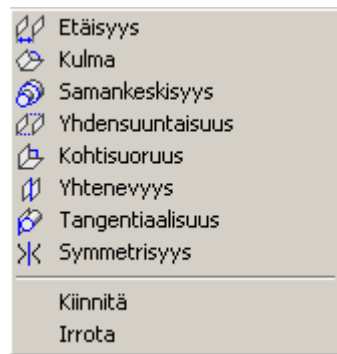 Etäisyys
Kulma
Samankeskisyys
Yhdensuuntaisuus
Kohtisuoruus
Yhtenevyys
Tangentiaalisuus
Symmetrisyys
Kiinnitä
Irrota